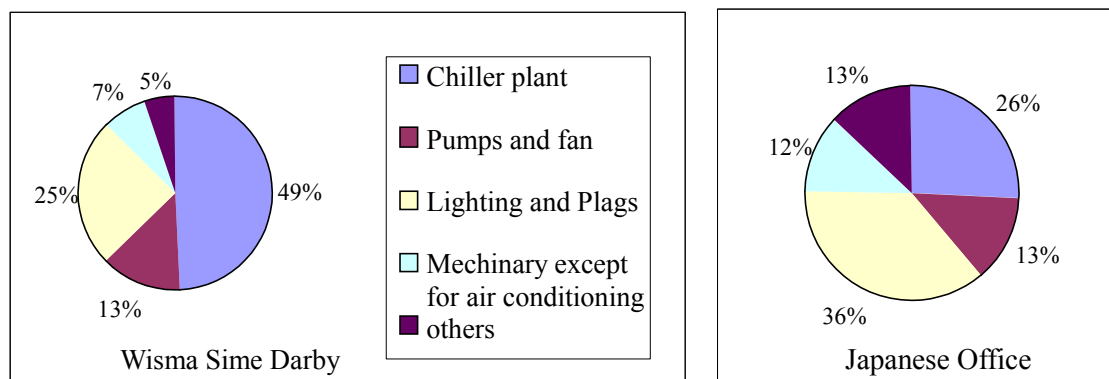 5%
7%
25%
49%
13%
Wisma Sime Darby
Chiller plant
Pumps and fan
Lighting and Plags
Mechinary except
for air conditioning
others
13%
26%
12%
13%
36%
Japanese Office